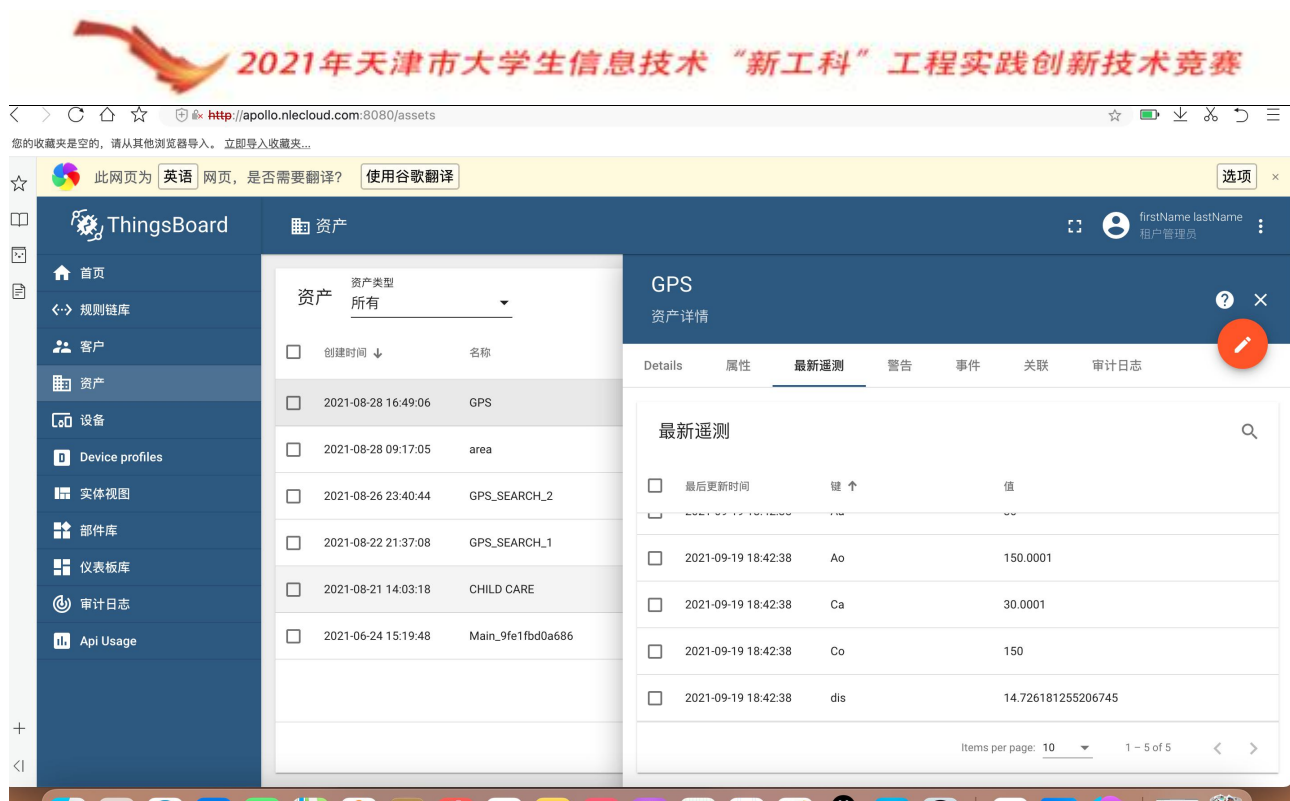 2021年天津市大学生信息技术“新工科”工程实践创新技术竞赛
http://apollo.nlecloud.com:8080/assets
您的收藏夹是空的，请从其他浏览器导入。 立即导入收藏夹...
此网页为 英语 网页，是否需要翻译？ 使用谷歌翻译 选项 ×
ThingsBoard 资产 firstName lastName
租户管理员
首页
规则链库
客户
资产
设备
Device profiles
实体视图
部件库
仪表板库
审计日志
Api Usage
资产 资产类型
所有
创建时间 ↓ 名称
2021-08-28 16:49:06 GPS
2021-08-28 09:17:05 area
2021-08-26 23:40:44 GPS_SEARCH_2
2021-08-22 21:37:08 GPS_SEARCH_1
2021-08-21 14:03:18 CHILD CARE
2021-06-24 15:19:48 Main_9fe1fbd0a686
GPS
资产详情
Details 属性 最新遥测 警告 事件 关联 审计日志
最新遥测
最后更新时间 键 ↑ 值
2021-09-19 18:42:38 Ao 150.0001
2021-09-19 18:42:38 Ca 30.0001
2021-09-19 18:42:38 Co 150
2021-09-19 18:42:38 dis 14.726181255206745
Items per page: 10 1 – 5 of 5